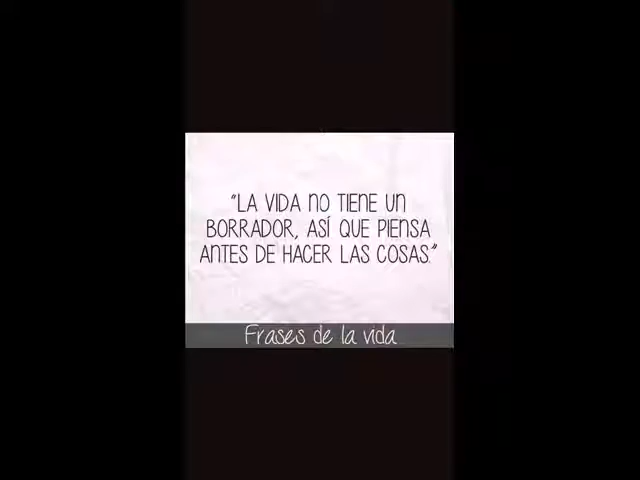 "LA VIDA NO TIENE UN
BORRADOR, ASÍ QUE PIENSA
ANTES DE HACER LAS COSAS."
Frases de la vida